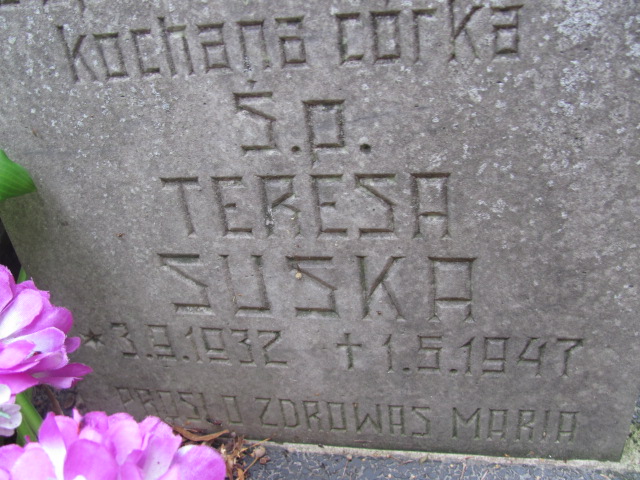 kochana córka
Ś.p.
TERESA
SUSKA
* 3.9.1932 † 1.5.1947
PROSI O ZDROWAŚ MARIA